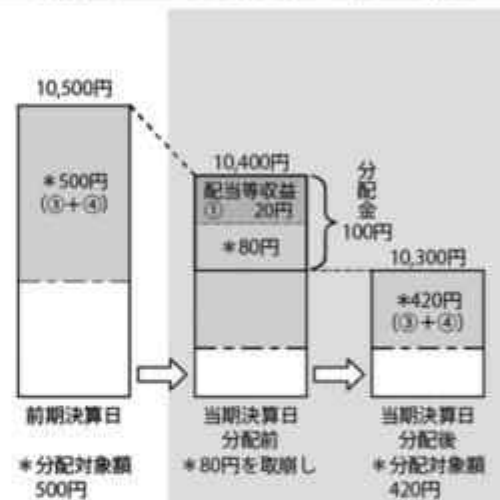 10,500円
*500円
(③+④)
10,400円
配当等収益
① 20円
*80円
分配金
100円
10,300円
*420円
(③+④)
前期決算日
当期決算日
分配前
当期決算日
分配後
*分配対象額
500円
*80円を取崩し
*分配対象額
420円